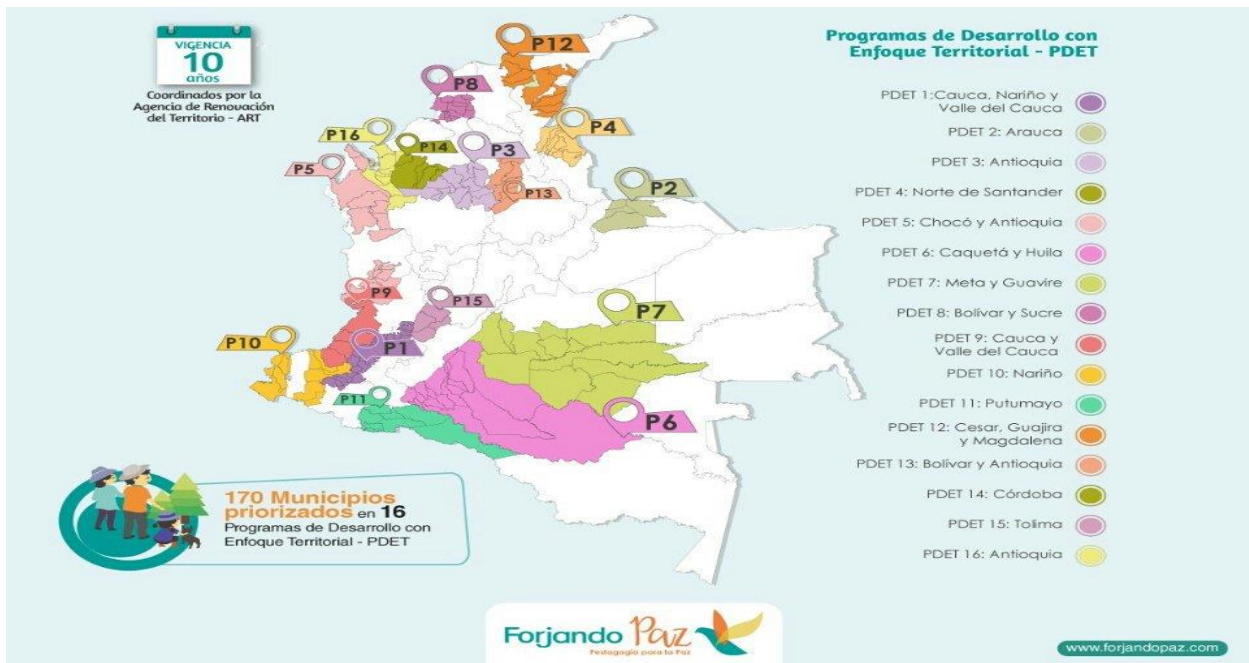 VIGENCIA
10
años
Coordinados por la
Agencia de Renovación
del Territorio - ART
P12
P8
P4
P16
P14
P3
P5
P13
P2
P9
P15
P7
P10
P1
P11
P6
Programas de Desarrollo con
Enfoque Territorial - PDET
PDET 1:Cauca, Nariño y
Valle del Cauca
PDET 2: Arauca
PDET 3: Antioquia
PDET 4: Norte de Santander
PDET 5: Chocó y Antioquia
PDET 6: Caquetá y Huila
PDET 7: Meta y Guavire
PDET 8: Bolívar y Sucre
PDET 9: Cauca y
Valle del Cauca
PDET 10: Nariño
PDET 11: Putumayo
PDET 12: Cesar, Guajira
y Magdalena
PDET 13: Bolívar y Antioquia
PDET 14: Córdoba
PDET 15: Tolima
PDET 16: Antioquia
170 Municipios
priorizados en 16
Programas de Desarrollo con
Enfoque Territorial - PDET
Forjando Paz
Pedagogía para la Paz
www.forjandopaz.com